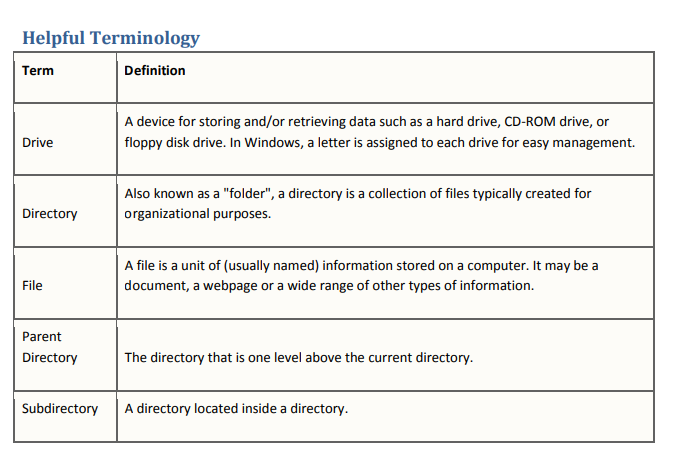 Helpful Terminology
Term Definition
Drive
A device for storing and/or retrieving data such as a hard drive, CD-ROM drive, or
floppy disk drive. In Windows, a letter is assigned to each drive for easy management.
Directory
Also known as a "folder", a directory is a collection of files typically created for
organizational purposes.
File
A file is a unit of (usually named) information stored on a computer. It may be a
document, a webpage or a wide range of other types of information.
Parent
Directory
The directory that is one level above the current directory.
Subdirectory A directory located inside a directory.